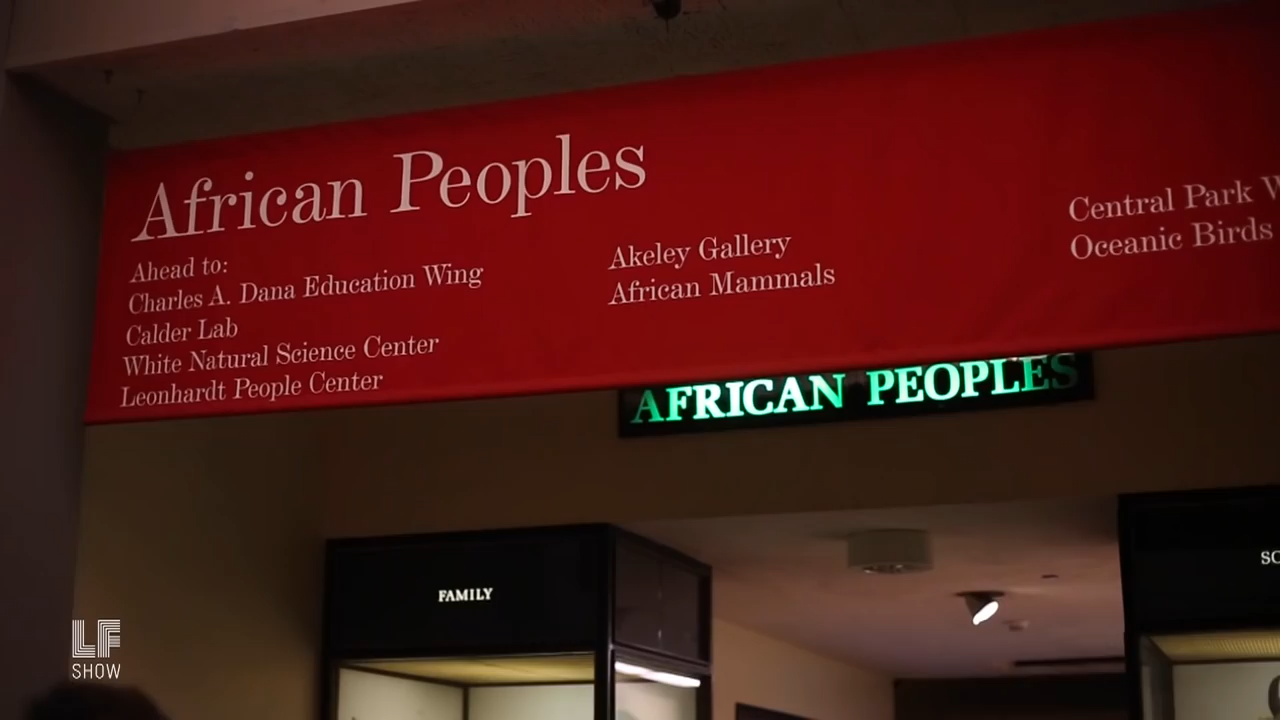 African Peoples
Ahead to:
Charles A. Dana Education Wing
Calder Lab
White Natural Science Center
Leonhardt People Center
Akeley Gallery
African Mammals
Central Park
Oceanic Birds
AFRICAN PEOPLES
FAMILY
LF
SHOW